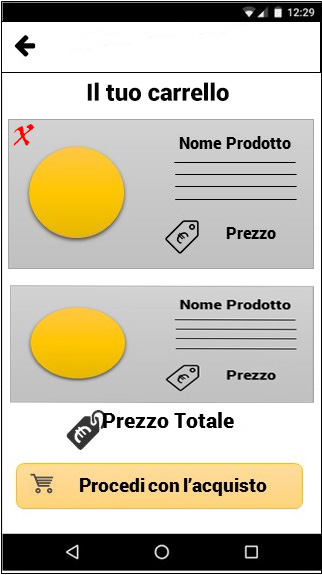 12:29
Il tuo carrello
X
Nome Prodotto
Prezzo
Nome Prodotto
Prezzo
Prezzo Totale
Procedi con l'acquisto